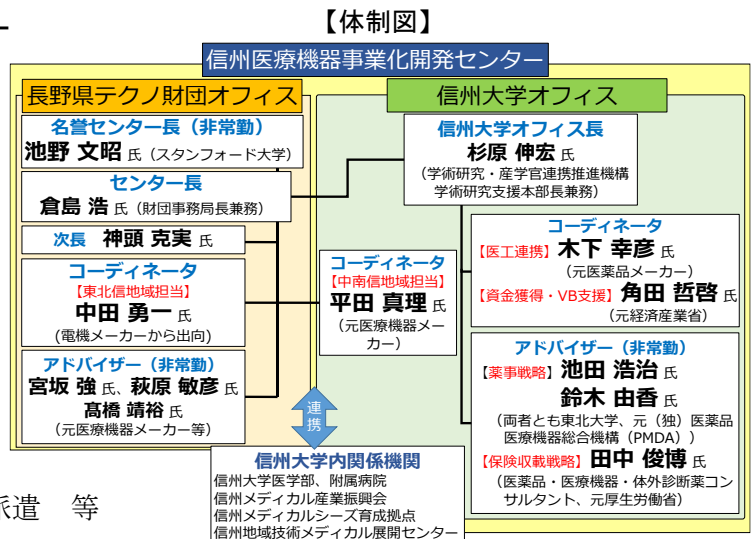 【体制図】
信州医療機器事業化開発センター
長野県テクノ財団オフィス
名誉センター長（非常勤）
池野 文昭 氏（スタンフォード大学）
センター長
倉島 浩 氏（財団事務局長兼務）
次長 神頭 克実 氏
コーディネータ
【東北信地域担当】
中田 勇一 氏
(電機メーカーから出向)
アドバイザー（非常勤）
宮坂 強 氏、萩原 敏彦 氏
髙橋 靖裕 氏
（元医療機器メーカー等）
コーディネータ
【中南信地域担当】
平田 真理 氏
（元医療機器メー
カー）
信州大学オフィス
信州大学オフィス長
杉原 伸宏 氏
（学術研究・産学官連携推進機構
学術研究支援本部長兼務）
コーディネータ
【医工連携】木下 幸彦 氏
（元医薬品メーカー）
【資金獲得・VB支援】角田 哲啓 氏
（元経済産業省）
アドバイザー（非常勤）
【薬事戦略】池田 浩治 氏
鈴木 由香 氏
（両者とも東北大学、元（独）医薬品
医療機器総合機構（PMDA））
【保険収載戦略】田中 俊博 氏
（医薬品・医療機器・体外診断薬コン
サルタント、元厚生労働省）
連携
信州大学内関係機関
信州大学医学部、附属病院
信州メディカル産業振興会
信州メディカルシーズ育成拠点
信州地域技術メディカル展開センター
派遣 等